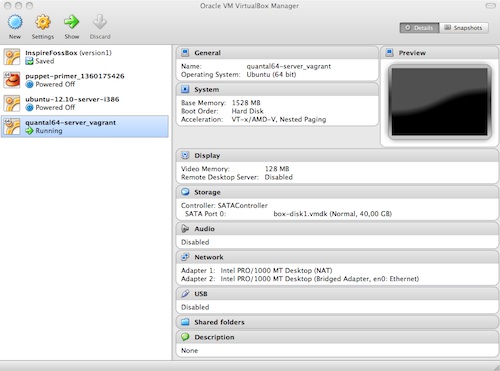 Oracle VM VirtualBox Manager
New Settings Show Discard
Details Snapshots
InspireFossBox (version1)
Saved
puppet-primer_1360175426
Powered Off
ubuntu-12.10-server-i386
Powered Off
quantal64-server_vagrant
Running
General
Name: quantal64-server_vagrant
Operating System: Ubuntu (64 bit)
System
Base Memory: 1528 MB
Boot Order: Hard Disk
Acceleration: VT-x/AMD-V, Nested Paging
Preview
Display
Video Memory: 128 MB
Remote Desktop Server: Disabled
Storage
Controller: SATAController
SATA Port 0: box-disk1.vmdk (Normal, 40,00 GB)
Audio
Disabled
Network
Adapter 1: Intel PRO/1000 MT Desktop (NAT)
Adapter 2: Intel PRO/1000 MT Desktop (Bridged Adapter, en0: Ethernet)
USB
Disabled
Shared folders
Description
None